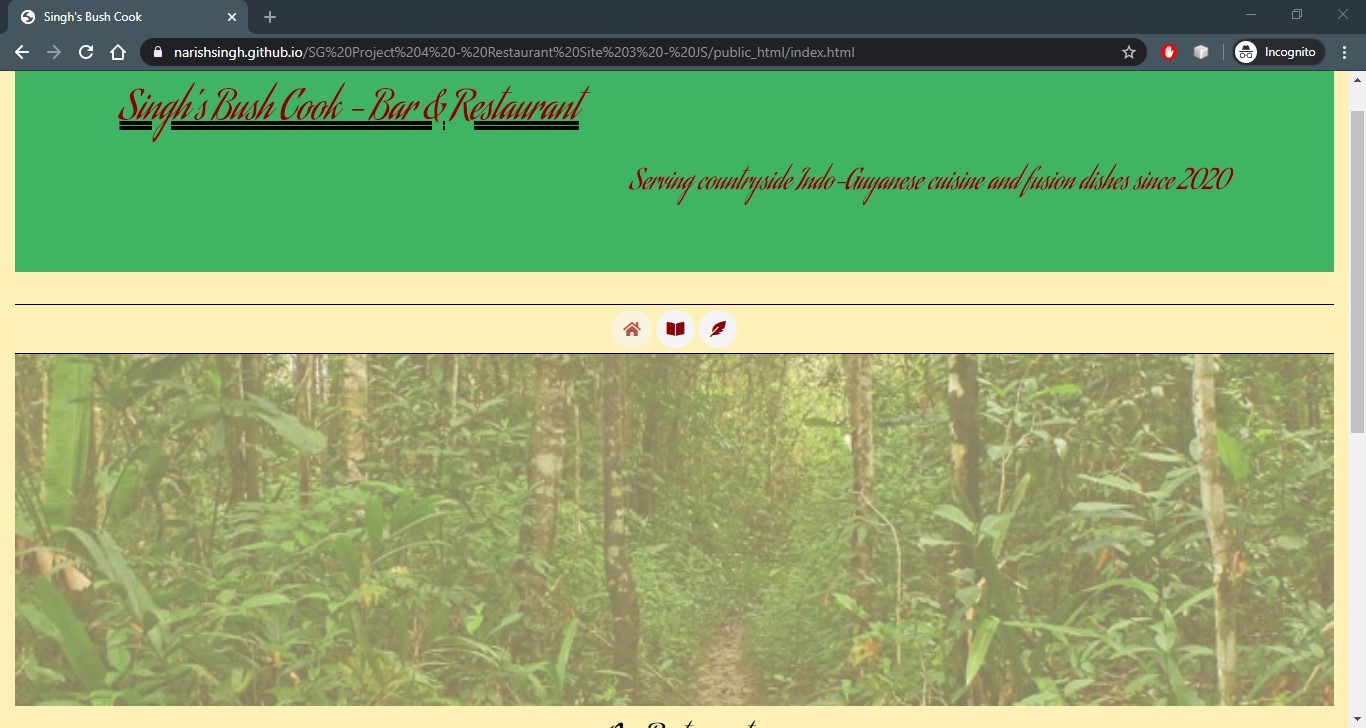 Singh's Bush Cook
narishsingh.github.io/SG%20Project%204%20-%20Restaurant%20Site%203%20-%20JS/public_html/index.html
Incognito
Singh's Bush Cook - Bar & Restaurant
Serving countryside Indo-Guyanese cuisine and fusion dishes since 2020